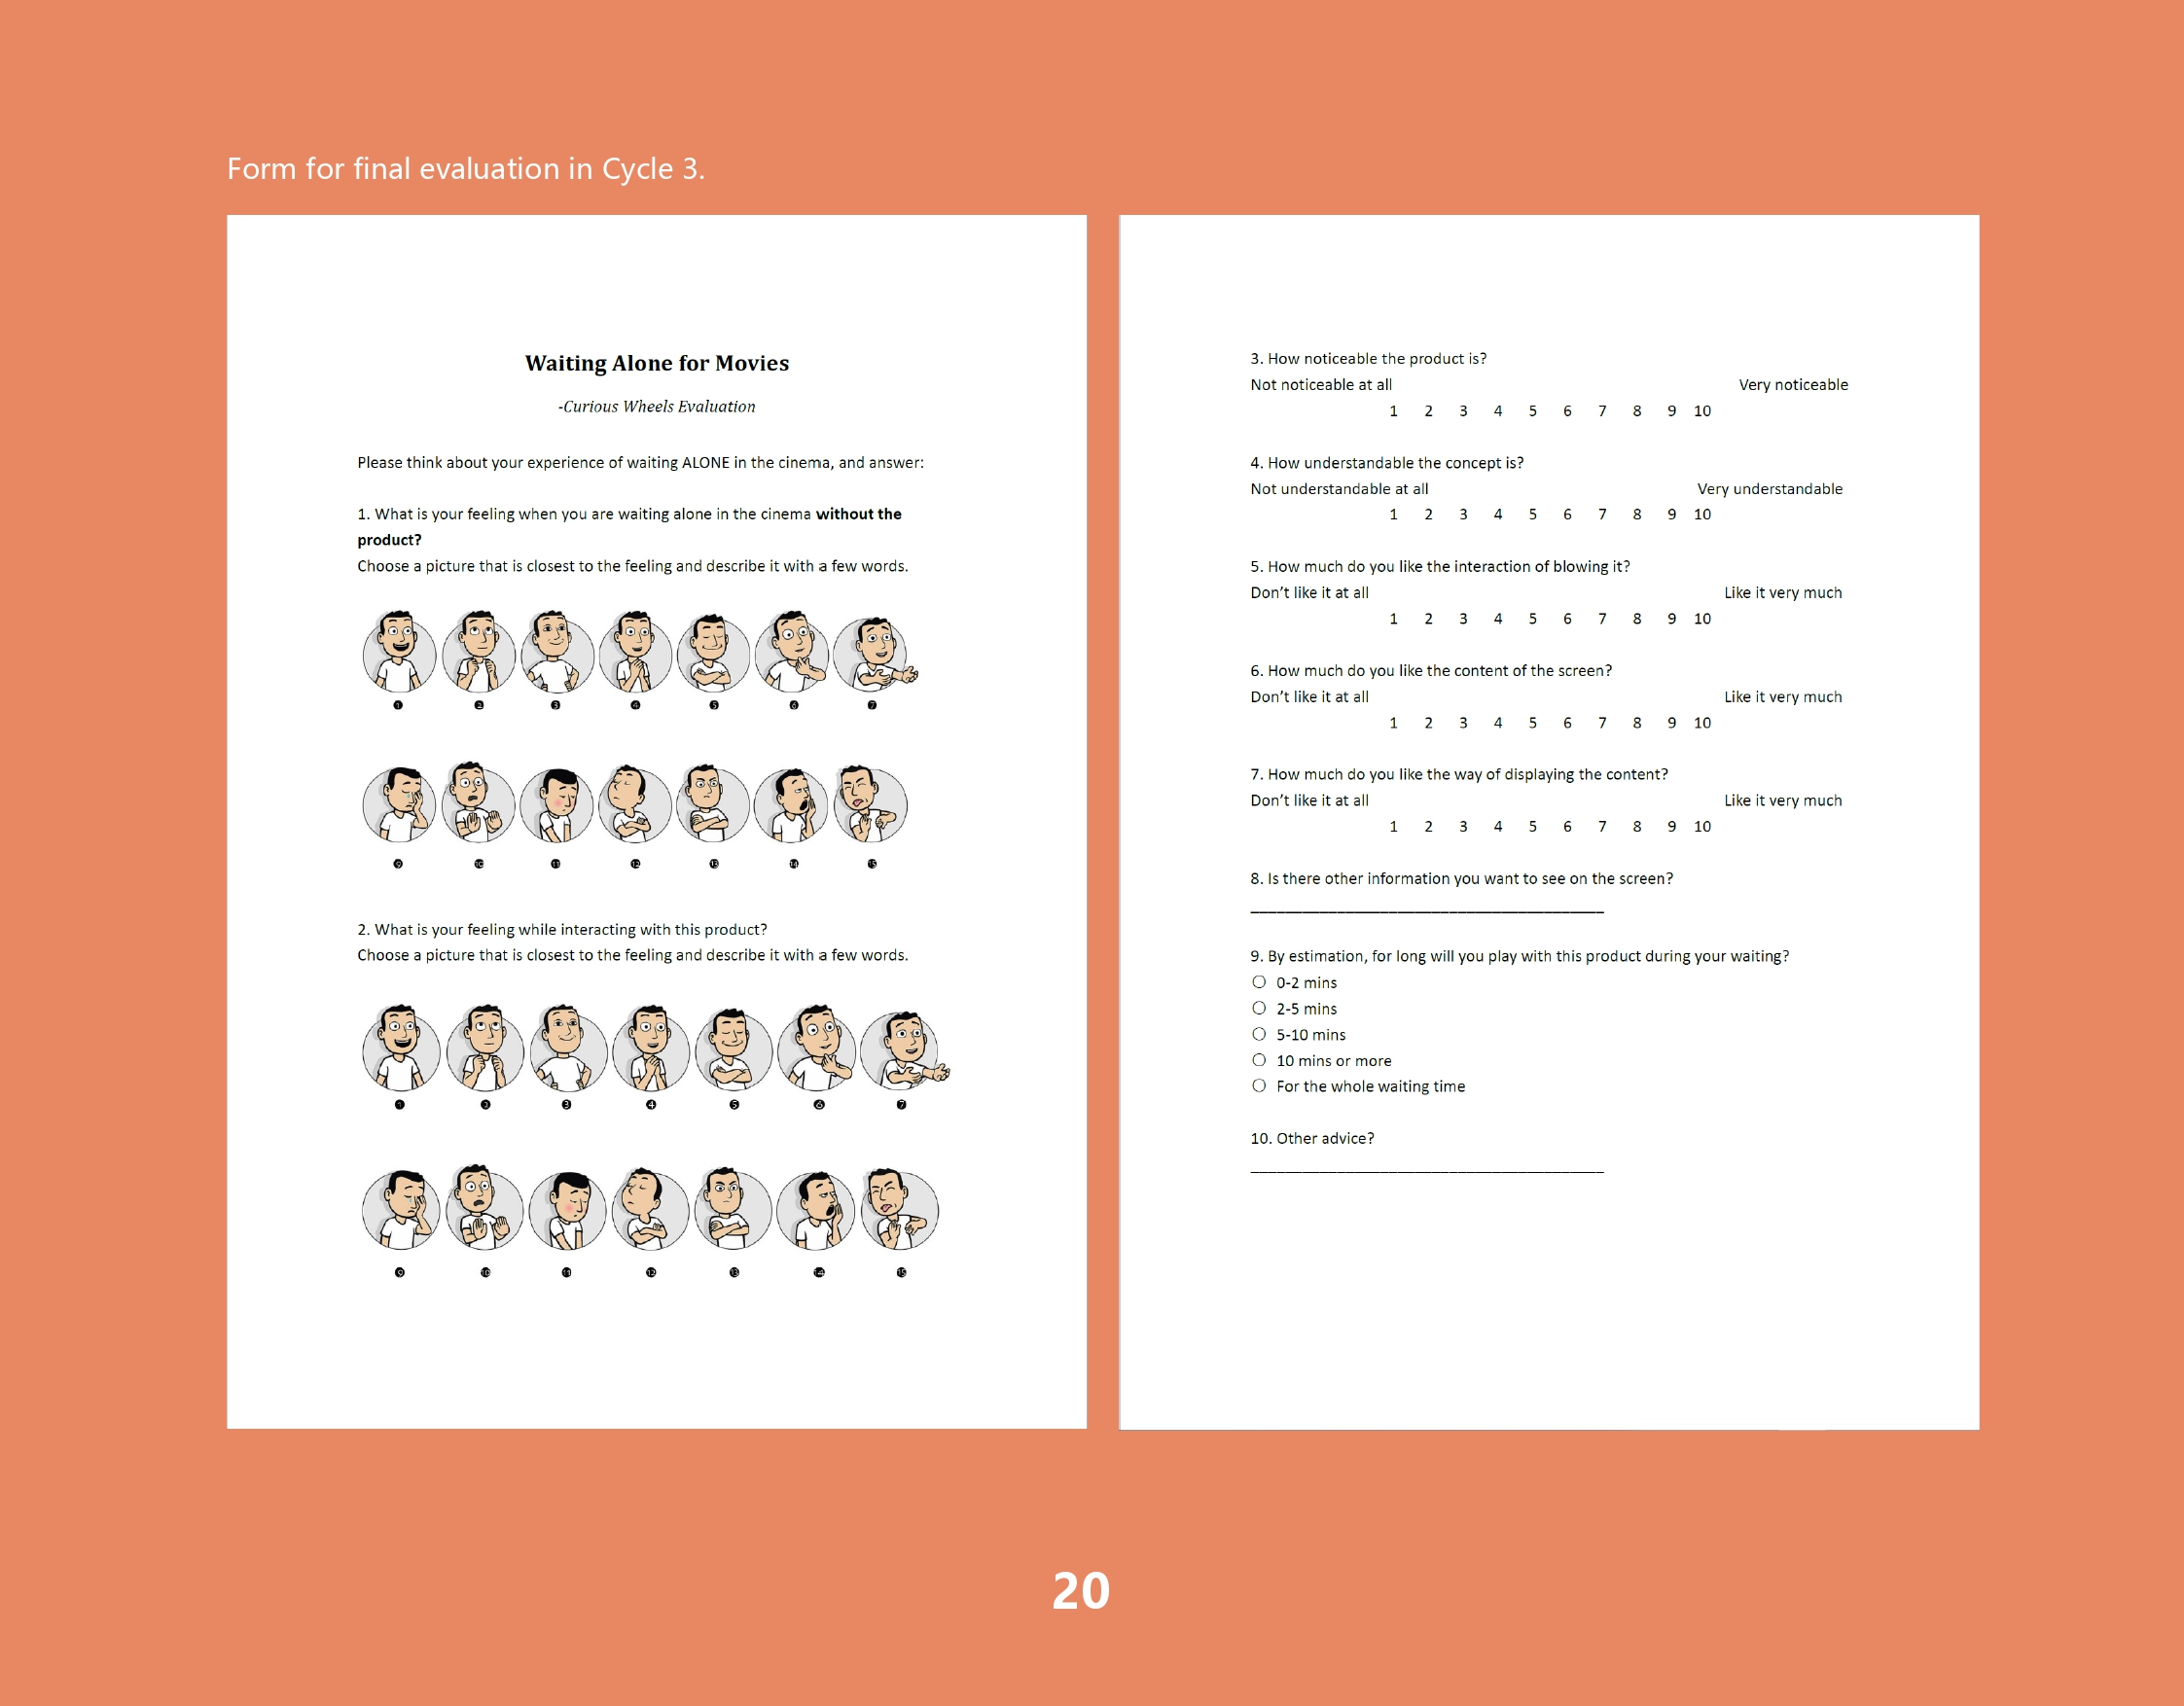 Form for final evaluation in Cycle 3.
Waiting Alone for Movies
-Curious Wheels Evaluation
Please think about your experience of waiting ALONE in the cinema, and answer:
1. What is your feeling when you are waiting alone in the cinema without the
product?
Choose a picture that is closest to the feeling and describe it with a few words.
1 2 3 4 5 6 7
9 10 11 12 13 14 15
2. What is your feeling while interacting with this product?
Choose a picture that is closest to the feeling and describe it with a few words.
1 2 3 4 5 6 7
9 10 11 12 13 14 15
3. How noticeable the product is?
Not noticeable at all Very noticeable
1 2 3 4 5 6 7 8 9 10
4. How understandable the concept is?
Not understandable at all Very understandable
1 2 3 4 5 6 7 8 9 10
5. How much do you like the interaction of blowing it?
Don’t like it at all Like it very much
1 2 3 4 5 6 7 8 9 10
6. How much do you like the content of the screen?
Don’t like it at all Like it very much
1 2 3 4 5 6 7 8 9 10
7. How much do you like the way of displaying the content?
Don’t like it at all Like it very much
1 2 3 4 5 6 7 8 9 10
8. Is there other information you want to see on the screen?
9. By estimation, for long will you play with this product during your waiting?
0-2 mins
2-5 mins
5-10 mins
10 mins or more
For the whole waiting time
10. Other advice?
20